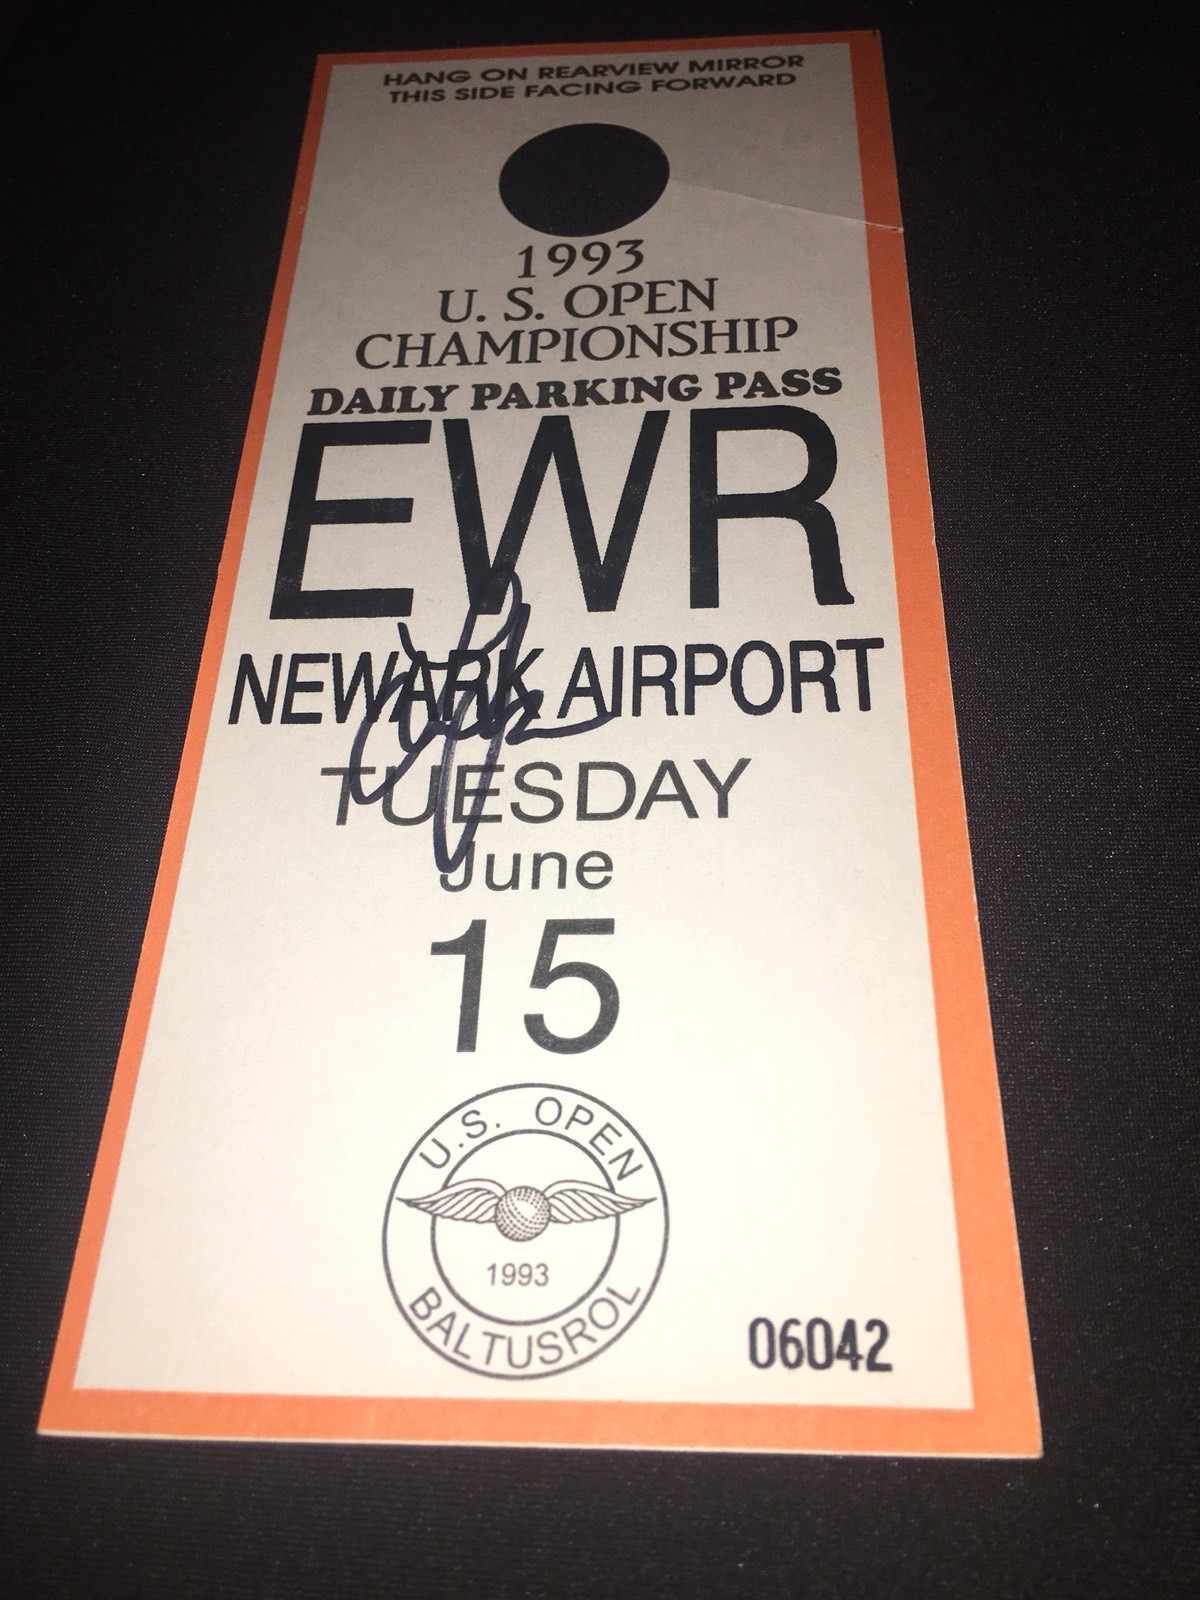 HANG ON REARVIEW MIRROR
THIS SIDE FACING FORWARD
1993
U. S. OPEN
CHAMPIONSHIP
DAILY PARKING PASS
EWR
NEWARK AIRPORT
TUESDAY
June
15
U.S. OPEN
1993
BALTUSROL
06042